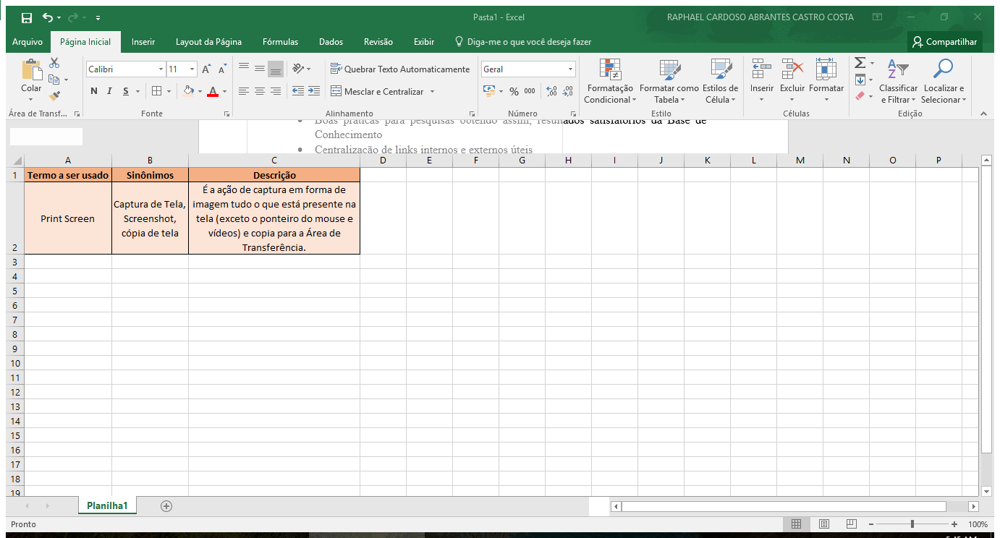 Pasta1 - Excel
RAPHAEL CARDOSO ABRANTES CASTRO COSTA
Arquivo Página Inicial Inserir Layout da Página Fórmulas Dados Revisão Exibir Diga-me o que você deseja fazer Compartilhar
Colar
Área de Transf...
Calibri 11
N I S
A A
A
Fonte
Quebrar Texto Automaticamente
Mesclar e Centralizar
Alinhamento
Geral
% 000
Número
Formatação Condicional
Formatar como Tabela
Estilos de Célula
Estilo
Inserir Excluir Formatar
Células
Classificar e Filtrar
Localizar e Selecionar
Edição
Boas práticas para pesquisas obtendo assim, resultados satisfatórios da Base de
Conhecimento
Centralização de links internos e externos úteis
A B C D E F G H I J K L M N O P
1 Termo a ser usado Sinônimos Descrição
2
Print Screen
Captura de Tela,
Screenshot,
cópia de tela
É a ação de captura em forma de
imagem tudo o que está presente na
tela (exceto o ponteiro do mouse e
vídeos) e copia para a Área de
Transferência.
3
4
5
6
7
8
9
10
11
12
13
14
15
16
17
18
19
Planilha1
Pronto
100%